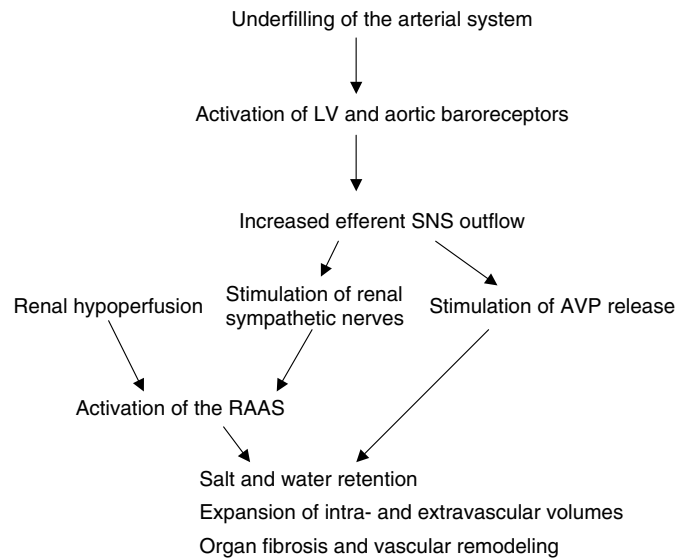 Underfilling of the arterial system
Activation of LV and aortic baroreceptors
Increased efferent SNS outflow
Renal hypoperfusion
Stimulation of renal
sympathetic nerves
Stimulation of AVP release
Activation of the RAAS
Salt and water retention
Expansion of intra- and extravascular volumes
Organ fibrosis and vascular remodeling